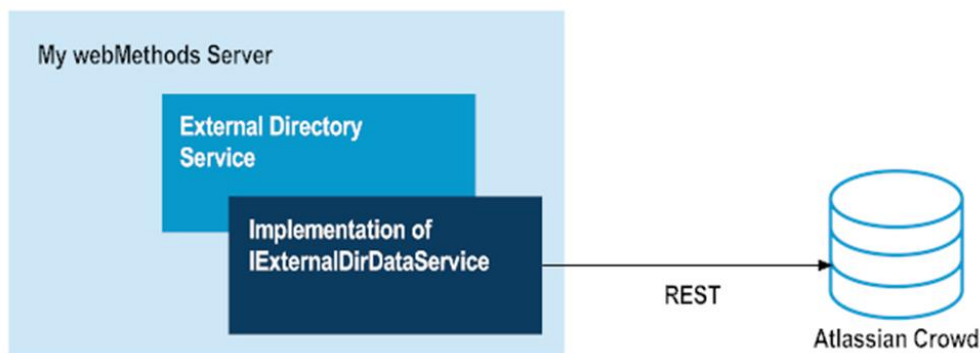 My webMethods Server
External Directory
Service
Implementation of
IExternalDirDataService
REST
Atlassian Crowd